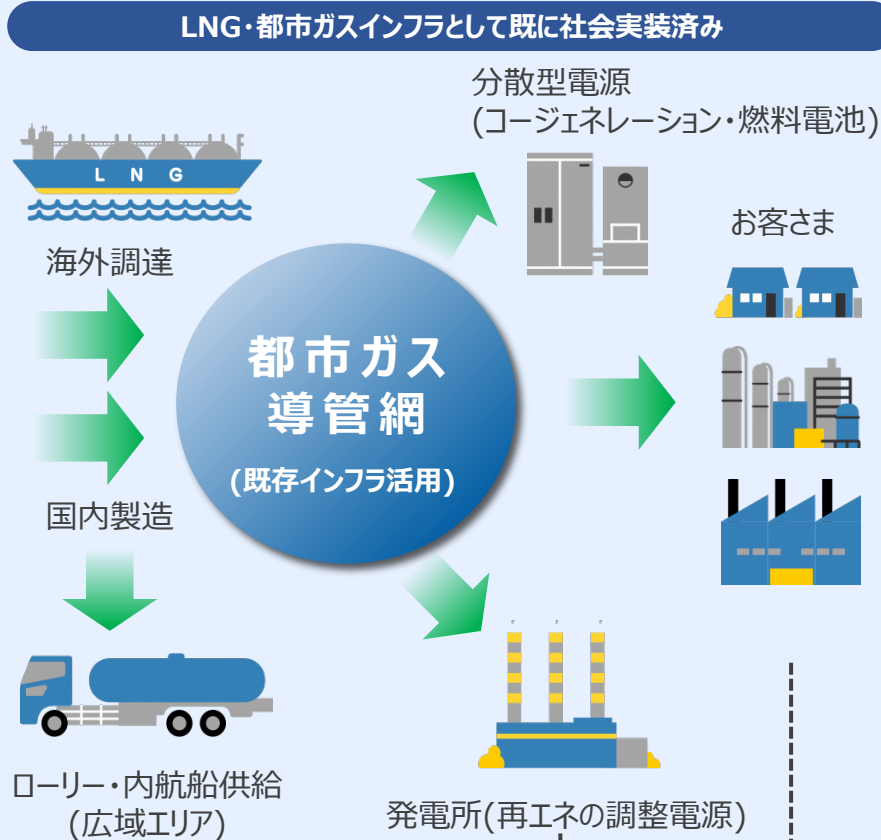 LNG・都市ガスインフラとして既に社会実装済み
分散型電源
(コージェネレーション・燃料電池)
LNG
お客さま
海外調達
都市ガス
導管網
(既存インフラ活用)
国内製造
ローリー・内航船供給
(広域エリア)
発電所(再エネの調整電源)